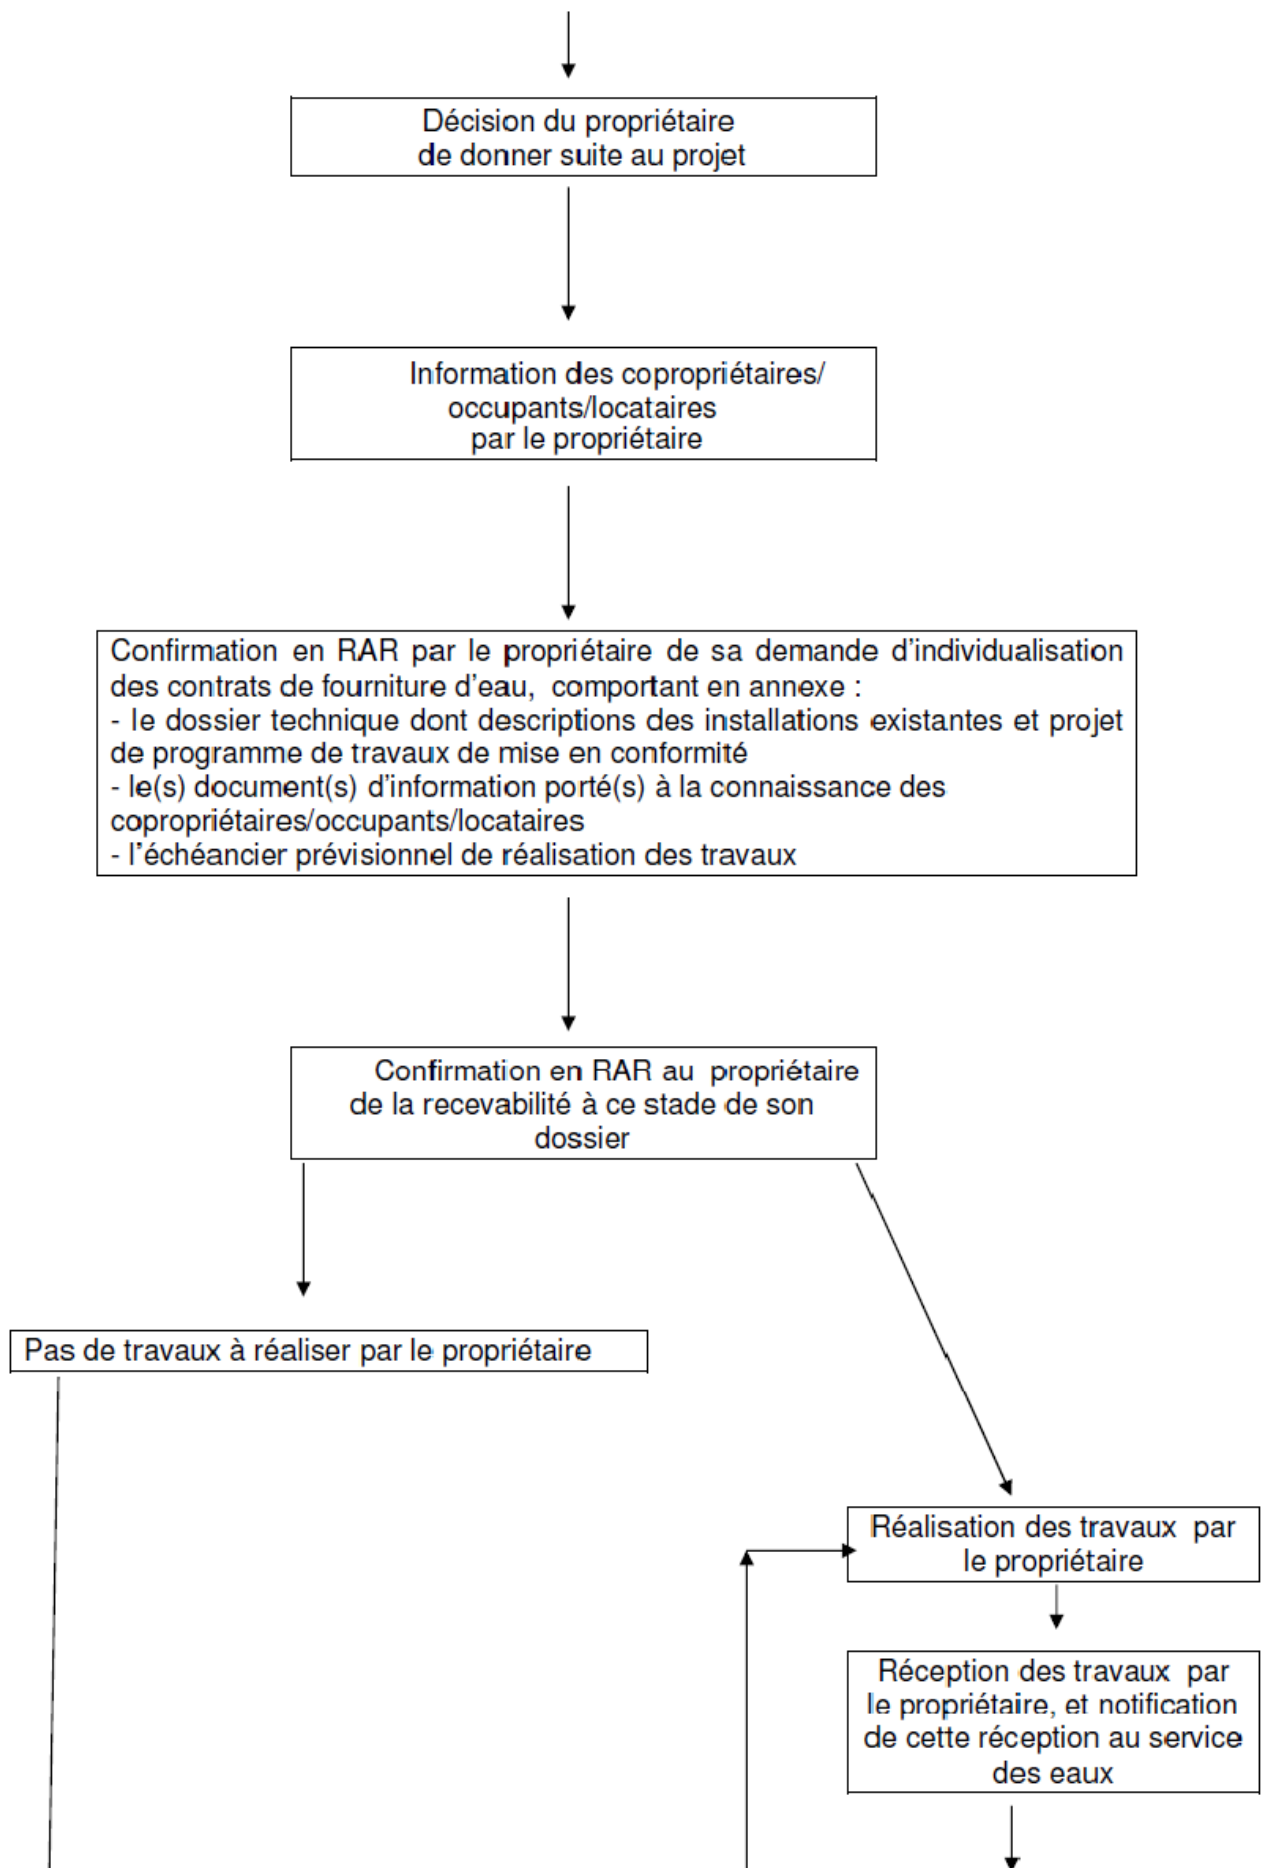 Décision du propriétaire
de donner suite au projet
Information des copropriétaires/
occupants/locataires
par le propriétaire
Confirmation en RAR par le propriétaire de sa demande d'individualisation
des contrats de fourniture d'eau, comportant en annexe :
- le dossier technique dont descriptions des installations existantes et projet
de programme de travaux de mise en conformité
- le(s) document(s) d'information porté(s) à la connaissance des
copropriétaires/occupants/locataires
- l'échéancier prévisionnel de réalisation des travaux
Confirmation en RAR au propriétaire
de la recevabilité à ce stade de son
dossier
Pas de travaux à réaliser par le propriétaire
Réalisation des travaux par
le propriétaire
Réception des travaux par
le propriétaire, et notification
de cette réception au service
des eaux